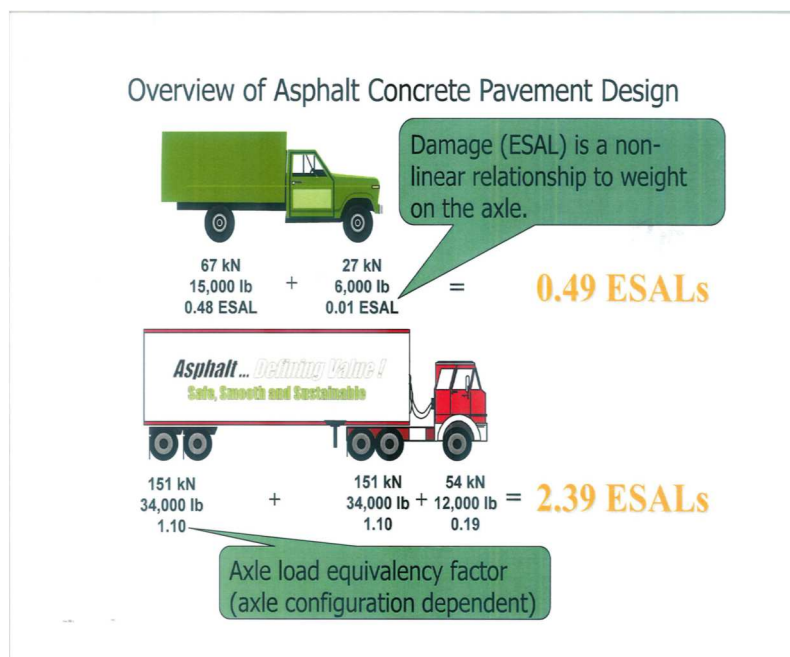 Overview of Asphalt Concrete Pavement Design
Damage (ESAL) is a non-
linear relationship to weight
on the axle.
67 kN
15,000 lb
0.48 ESAL
+
27 kN
6,000 lb
0.01 ESAL
=
0.49 ESALs
Asphalt... Defining Value !
Safe, Smooth and Sustainable
151 kN
34,000 lb
1.10
+
151 kN
34,000 lb
1.10
+
54 kN
12,000 lb
0.19
=
2.39 ESALs
Axle load equivalency factor
(axle configuration dependent)